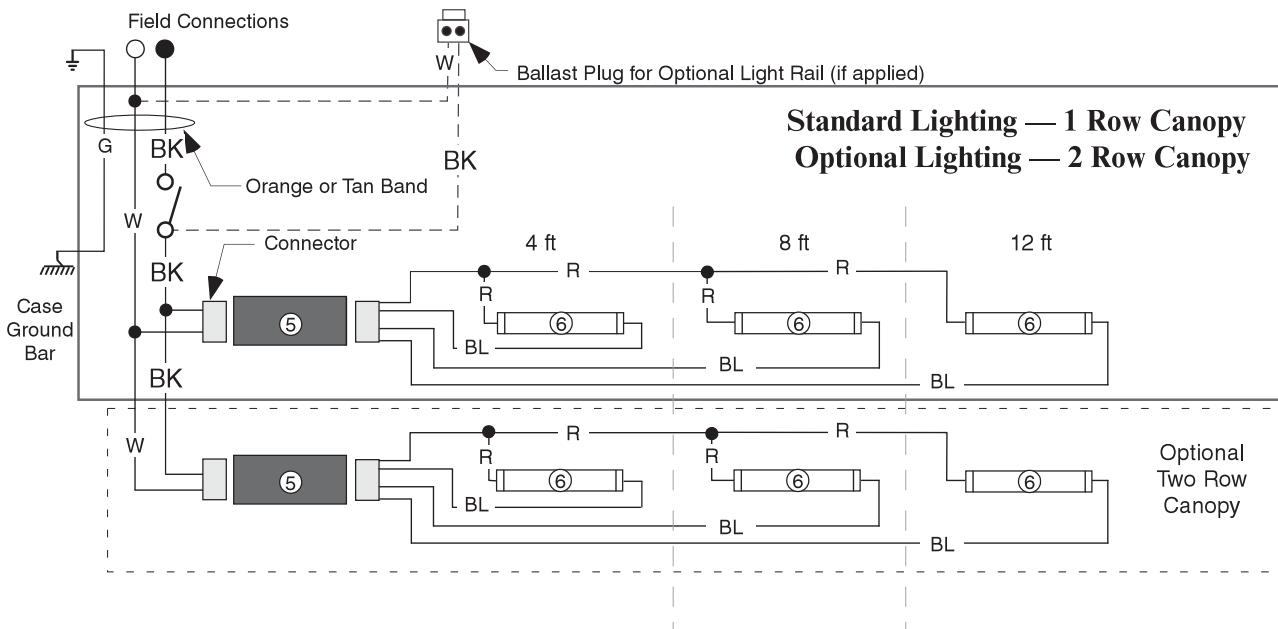 Field Connections
W
Ballast Plug for Optional Light Rail (if applied)
Standard Lighting — 1 Row Canopy
Optional Lighting — 2 Row Canopy
G
BK
BK
Orange or Tan Band
W
Connector
4 ft
8 ft
12 ft
BK
R
R
R
R
Case
Ground
Bar
5
6
6
6
BL
BL
BL
BK
W
R
R
R
R
Optional
Two Row
Canopy
5
6
6
6
BL
BL
BL